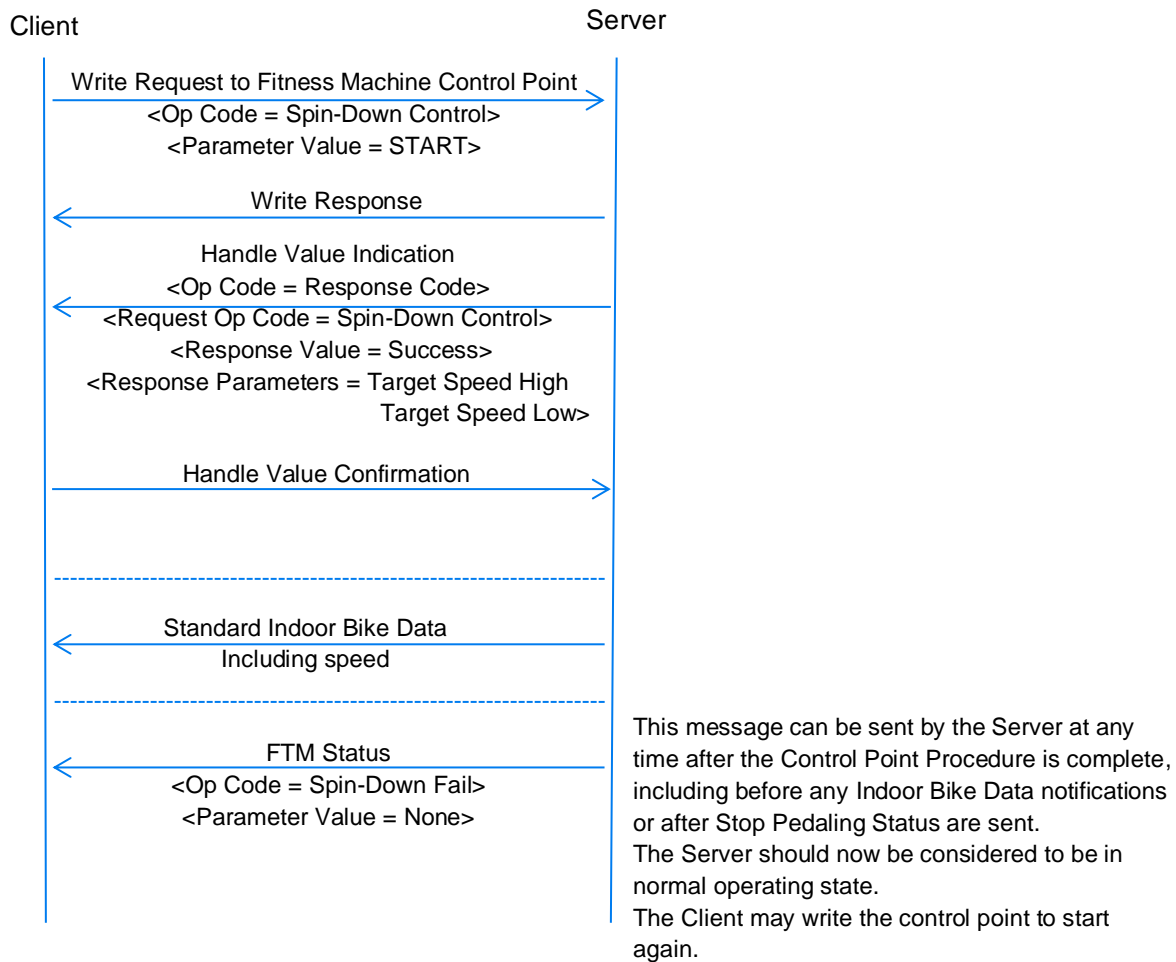 Client
Server
Write Request to Fitness Machine Control Point
<Op Code = Spin-Down Control>
<Parameter Value = START>
Write Response
Handle Value Indication
<Op Code = Response Code>
<Request Op Code = Spin-Down Control>
<Response Value = Success>
<Response Parameters = Target Speed High
Target Speed Low>
Handle Value Confirmation
Standard Indoor Bike Data
Including speed
FTM Status
<Op Code = Spin-Down Fail>
<Parameter Value = None>
This message can be sent by the Server at any
time after the Control Point Procedure is complete,
including before any Indoor Bike Data notifications
or after Stop Pedaling Status are sent.
The Server should now be considered to be in
normal operating state.
The Client may write the control point to start
again.